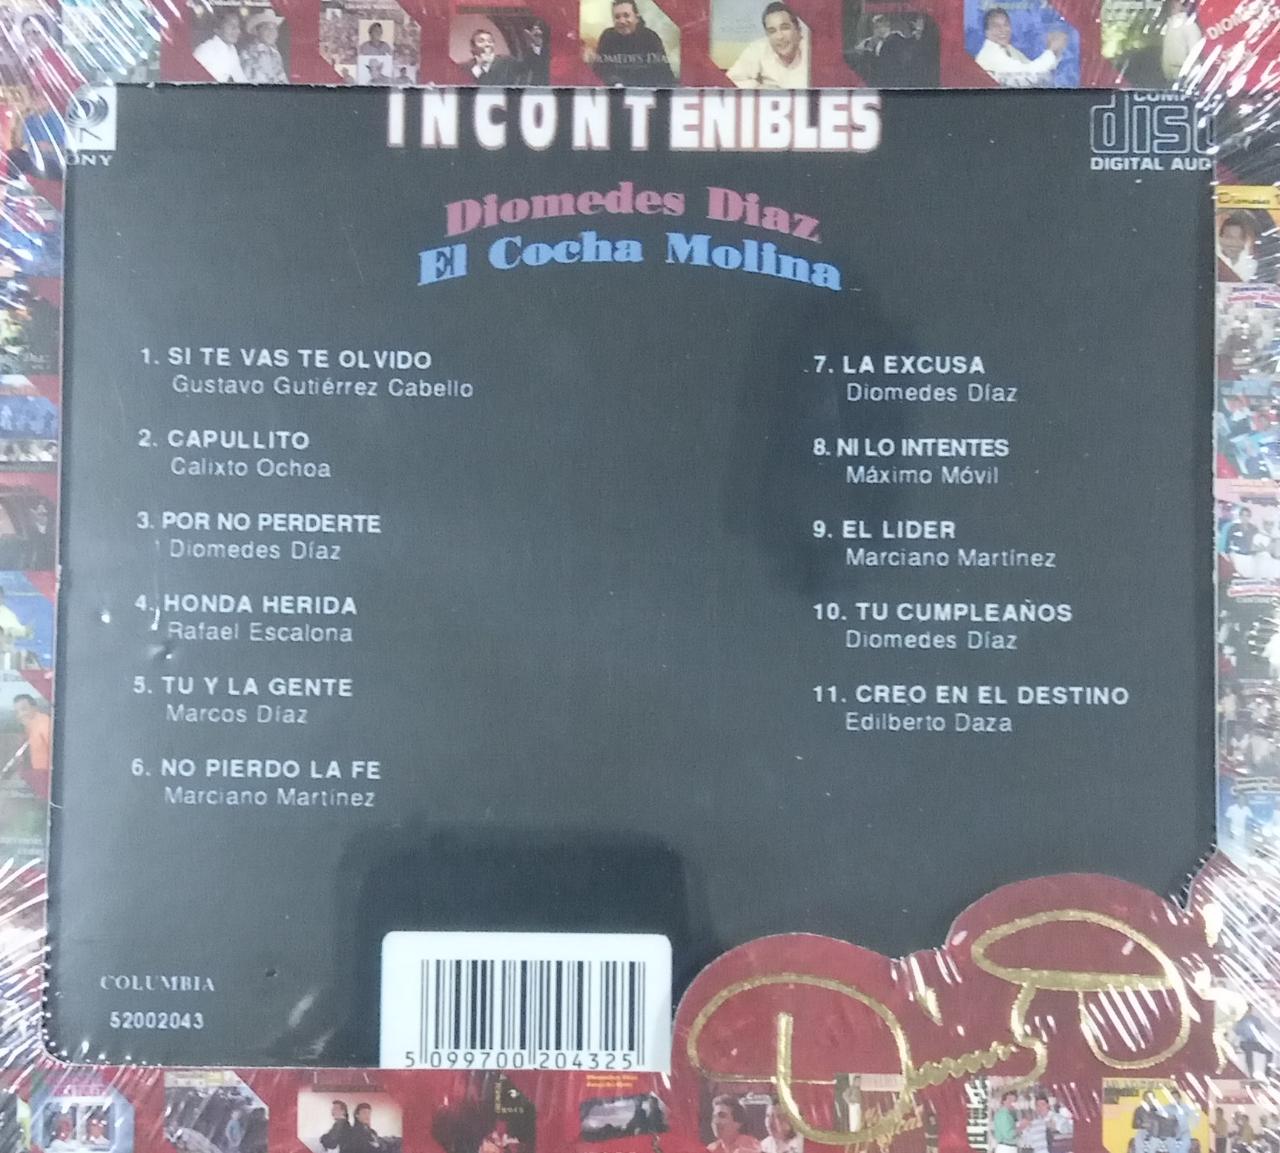 INCONTENIBLES
ONY
DIGITAL AUD
Diomedes Diaz
El Cocha Molina
1. SI TE VAS TE OLVIDO
Gustavo Gutiérrez Cabello
2. CAPULLITO
Calixto Ochoa
3. POR NO PERDERTE
Diomedes Díaz
4. HONDA HERIDA
Rafael Escalona
5. TU Y LA GENTE
Marcos Díaz
6. NO PIERDO LA FE
Marciano Martínez
7. LA EXCUSA
Diomedes Díaz
8. NI LO INTENTES
Máximo Móvil
9. EL LIDER
Marciano Martínez
10. TU CUMPLEAÑOS
Diomedes Díaz
11. CREO EN EL DESTINO
Edilberto Daza
COLUMBIA
52002043
5 099700 204325